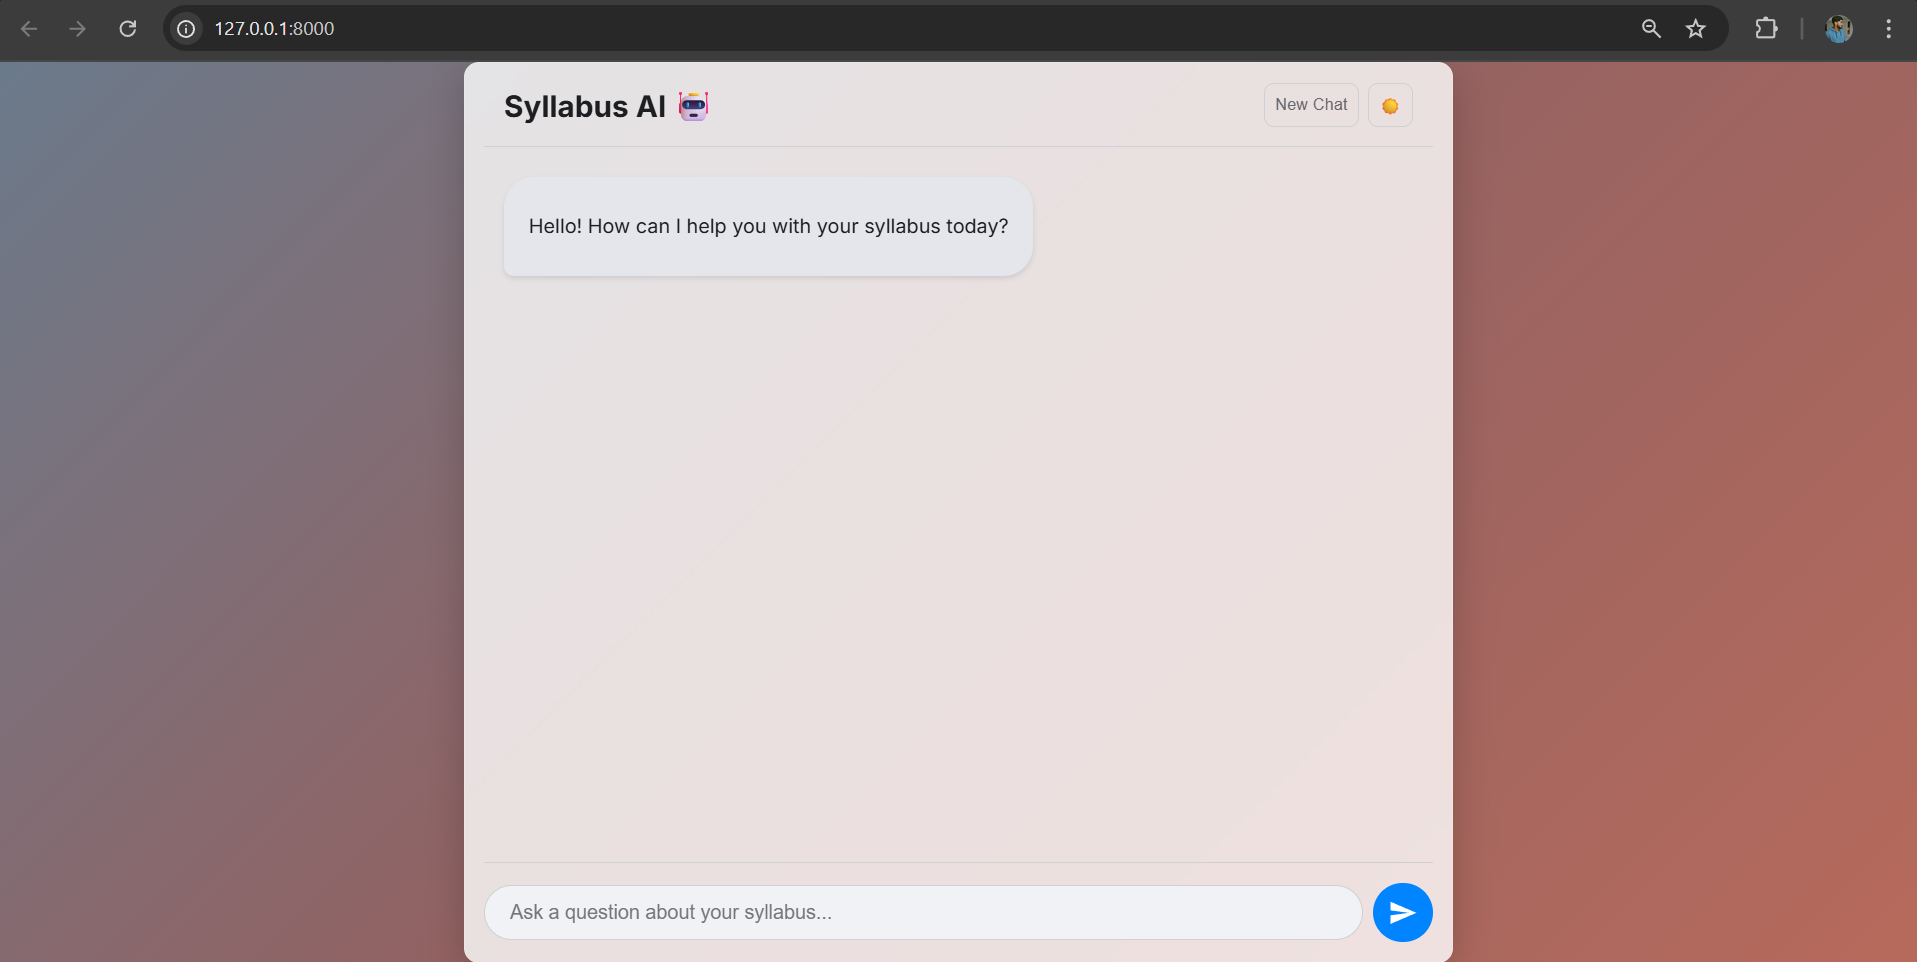 127.0.0.1:8000
Syllabus AI
New Chat
Hello! How can I help you with your syllabus today?
Ask a question about your syllabus...